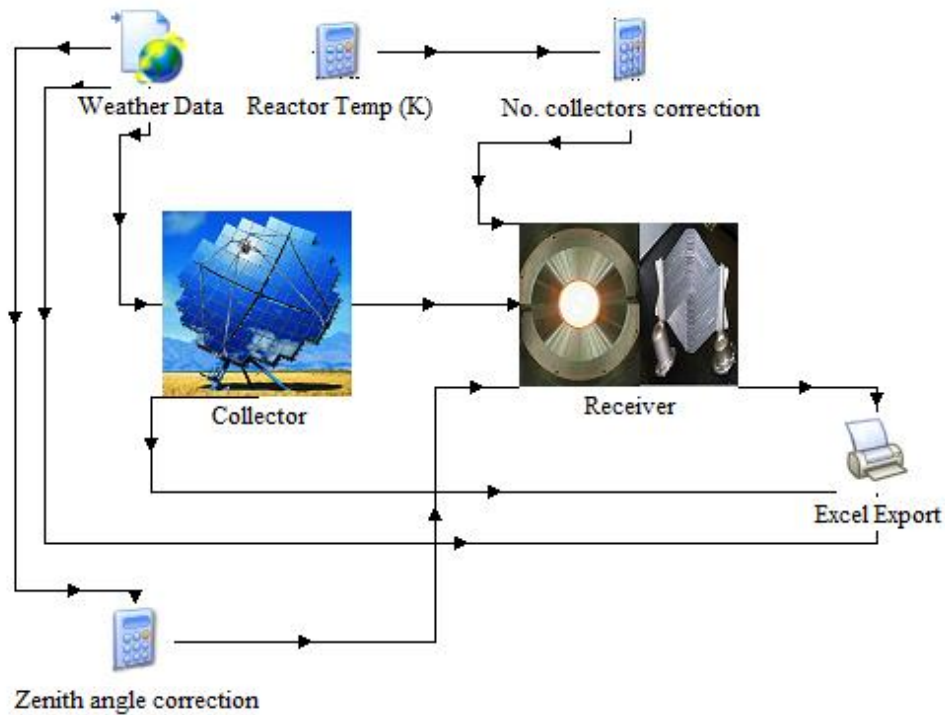 Weather Data
Reactor Temp (K)
No. collectors correction
Collector
Receiver
Excel Export
Zenith angle correction